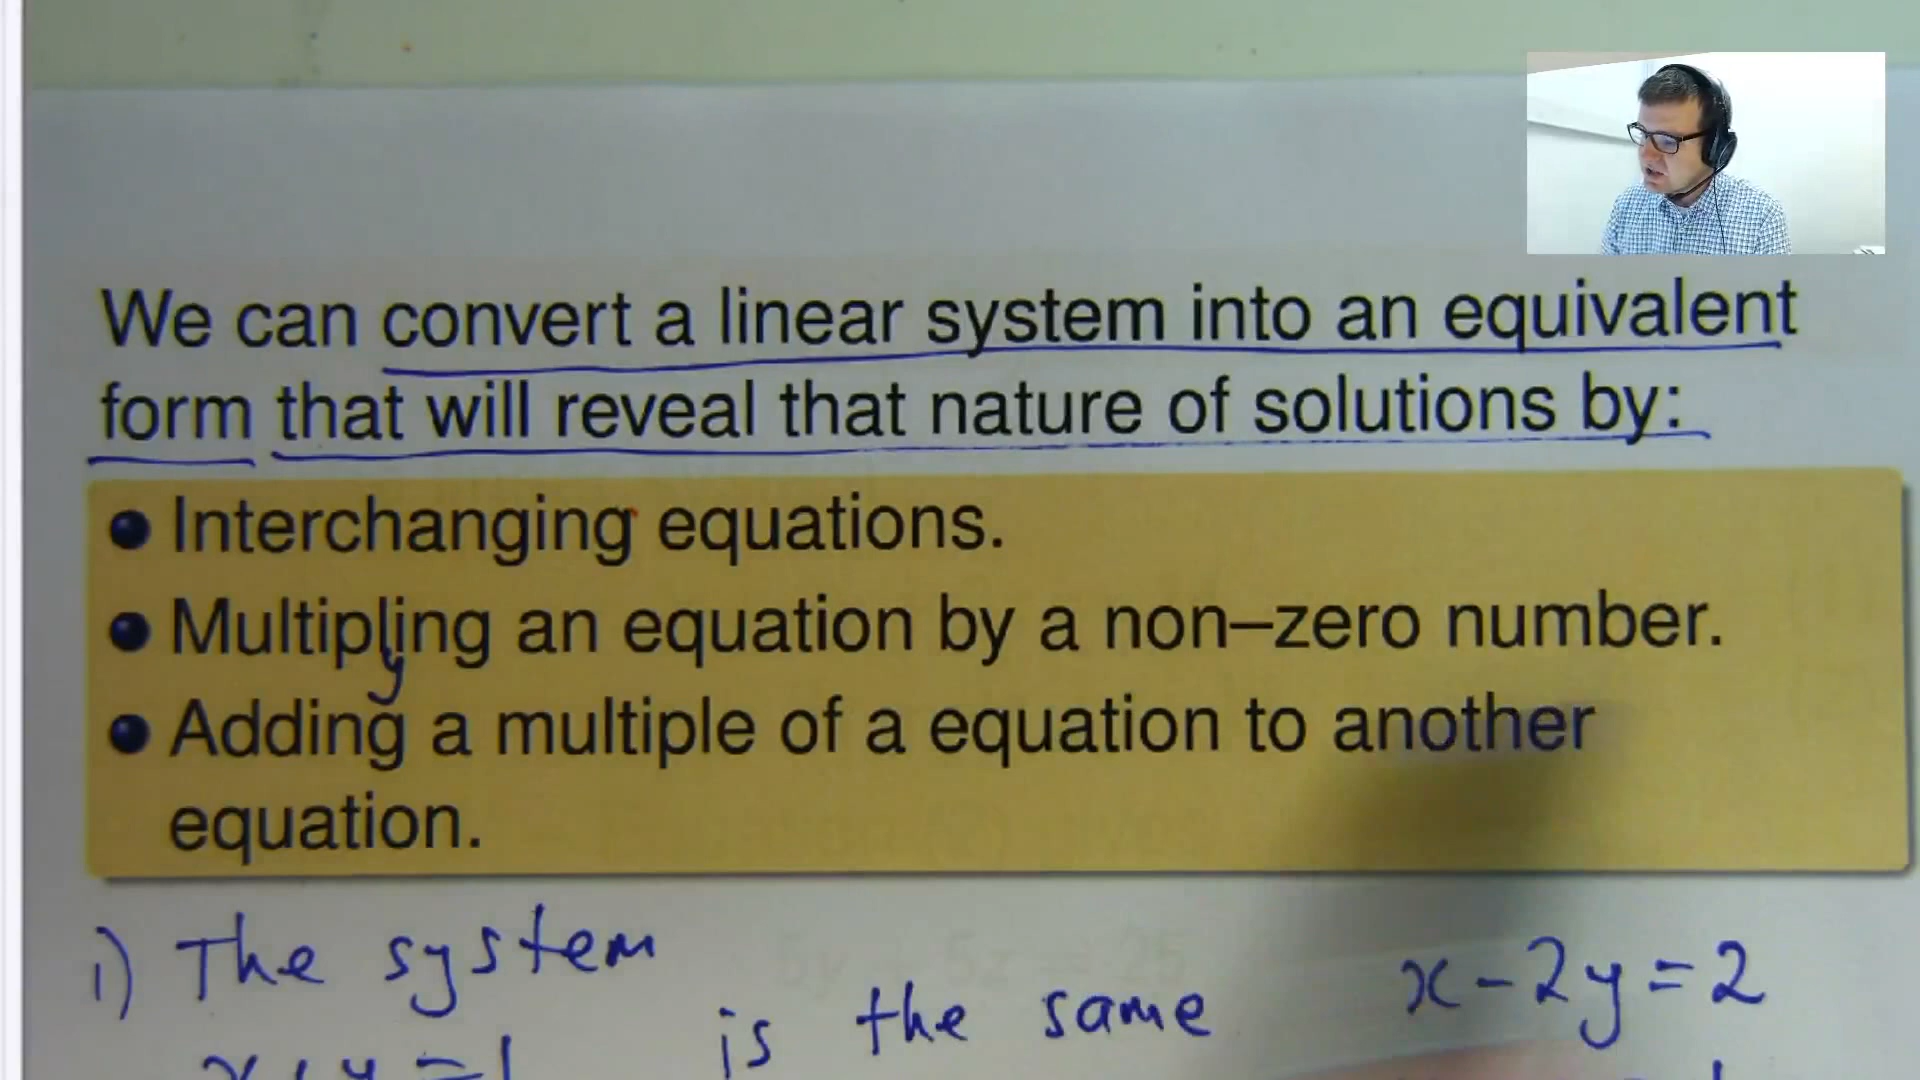 We can convert a linear system into an equivalent
form that will reveal that nature of solutions by:
Interchanging equations.
Multipling an equation by a non–zero number.
y
Adding a multiple of a equation to another
equation.
i) The system
x - 2y = 2
is the same
x + y = 1